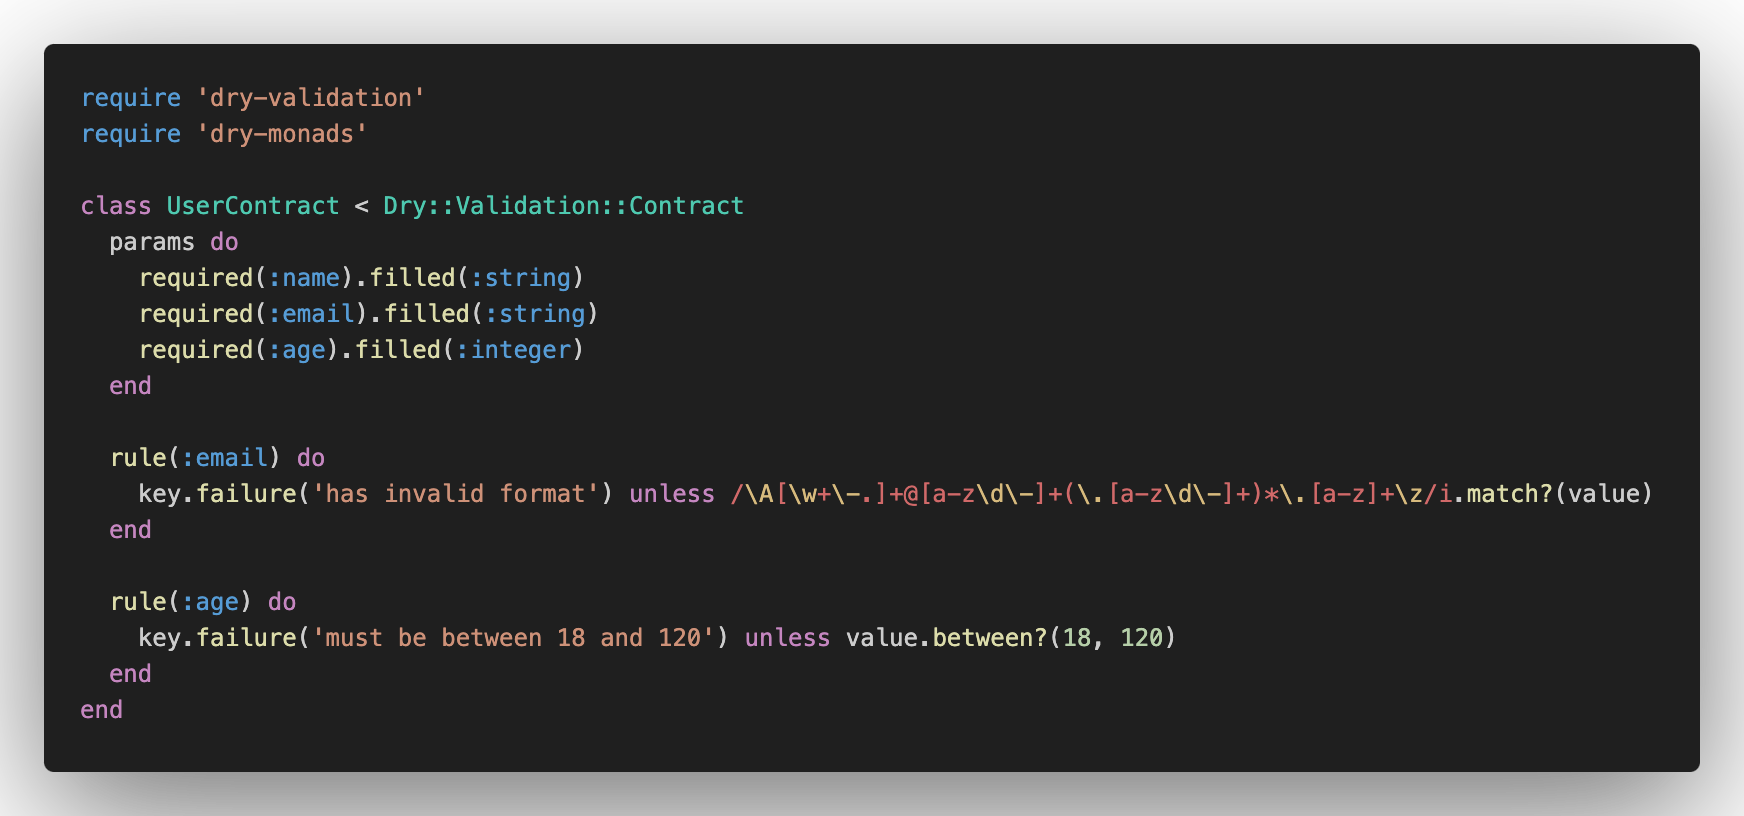 require 'dry-validation'
require 'dry-monads'
class UserContract < Dry::Validation::Contract
  params do
    required(:name).filled(:string)
    required(:email).filled(:string)
    required(:age).filled(:integer)
  end
  rule(:email) do
    key.failure('has invalid format') unless /\A[\w+\-.]+@[a-z\d\-]+(\.[a-z\d\-]+)*\.[a-z]+\z/i.match?(value)
  end
  rule(:age) do
    key.failure('must be between 18 and 120') unless value.between?(18, 120)
  end
end